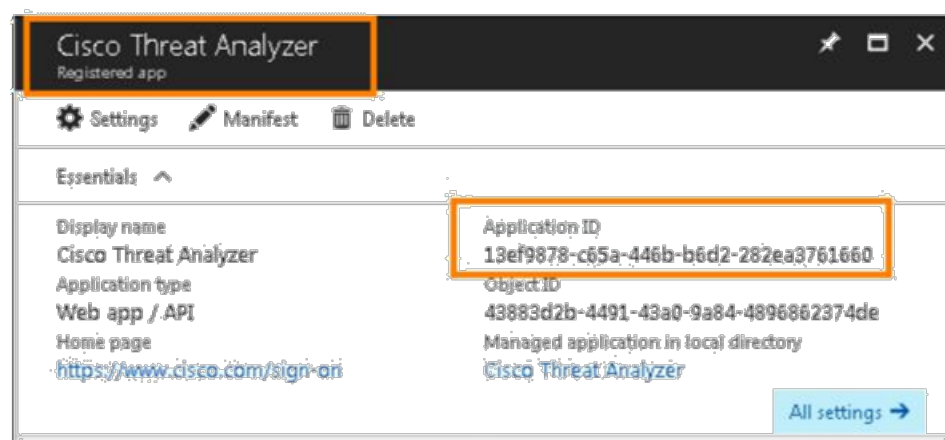 Cisco Threat Analyzer
Registered app
Settings Manifest Delete
Essentials
Display name
Cisco Threat Analyzer
Application type
Web app / API
Home page
https://www.cisco.com/sign-on
Application ID
13ef9878-c65a-446b-b6d2-282ea3761660
Object ID
43883d2b-4491-43a0-9a84-4896862374de
Managed application in local directory
Cisco Threat Analyzer
All settings →